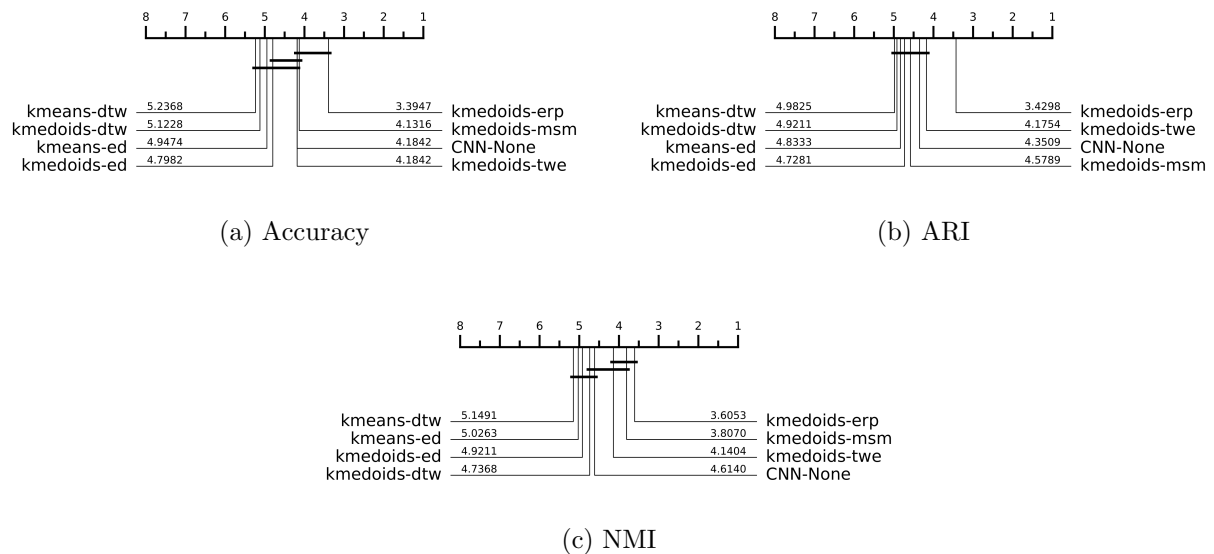 8 7 6 5 4 3 2 1
kmeans-dtw 5.2368 3.3947 kmedoids-erp
kmedoids-dtw 5.1228 4.1316 kmedoids-msm
kmeans-ed 4.9474 4.1842 CNN-None
kmedoids-ed 4.7982 4.1842 kmedoids-twe
(a) Accuracy
8 7 6 5 4 3 2 1
kmeans-dtw 4.9825 3.4298 kmedoids-erp
kmedoids-dtw 4.9211 4.1754 kmedoids-twe
kmeans-ed 4.8333 4.3509 CNN-None
kmedoids-ed 4.7281 4.5789 kmedoids-msm
(b) ARI
8 7 6 5 4 3 2 1
kmeans-dtw 5.1491 3.6053 kmedoids-erp
kmeans-ed 5.0263 3.8070 kmedoids-msm
kmedoids-ed 4.9211 4.1404 kmedoids-twe
kmedoids-dtw 4.7368 4.6140 CNN-None
(c) NMI